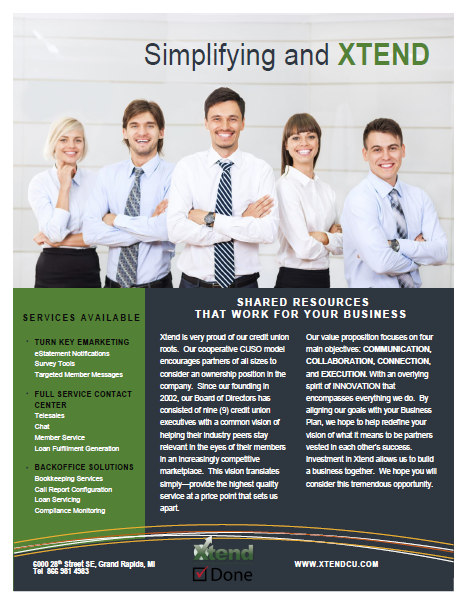 Simplifying and XTEND
SERVICES AVAILABLE
· TURN KEY EMARKETING
eStatement Notifications
Survey Tools
Targeted Member Messages
· FULL SERVICE CONTACT
CENTER
Telesales
Chat
Member Service
Loan Fulfillment Generation
· BACKOFFICE SOLUTIONS
Bookkeeping Services
Call Report Configuration
Loan Servicing
Compliance Monitoring
SHARED RESOURCES
THAT WORK FOR YOUR BUSINESS
Xtend is very proud of our credit union
roots. Our cooperative CUSO model
encourages partners of all sizes to
consider an ownership position in the
company. Since our founding in
2002, our Board of Directors has
consisted of nine (9) credit union
executives with a common vision of
helping their industry peers stay
relevant in the eyes of their members
in an increasingly competitive
marketplace. This vision translates
simply—provide the highest quality
service at a price point that sets us
apart.
Our value proposition focuses on four
main objectives: COMMUNICATION,
COLLABORATION, CONNECTION,
and EXECUTION. With an overlying
spirit of INNOVATION that
encompasses everything we do. By
aligning our goals with your Business
Plan, we hope to help redefine your
vision of what it means to be partners
vested in each other's success.
Investment in Xtend allows us to build
a business together. We hope you will
consider this tremendous opportunity.
6000 28th Street SE, Grand Rapids, MI
Tel 866 981 4983
Xtend
Done
WWW.XTENDCU.COM